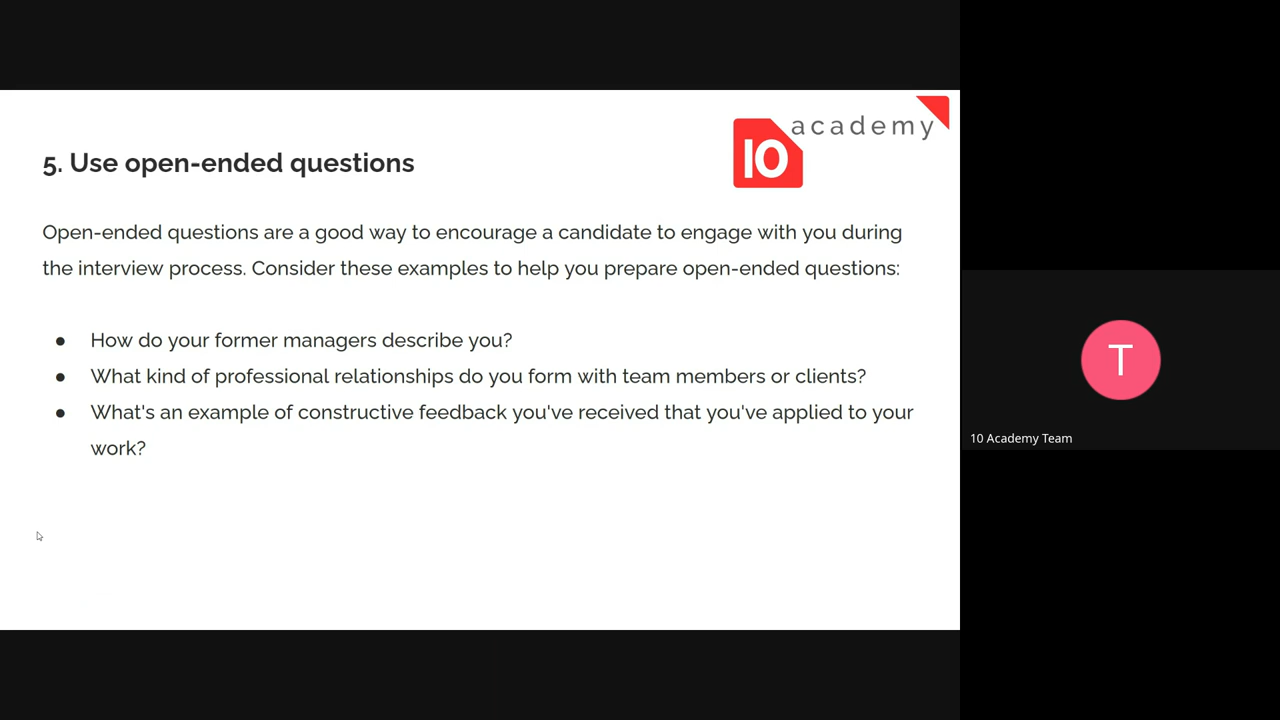 10 academy
5. Use open-ended questions
Open-ended questions are a good way to encourage a candidate to engage with you during
the interview process. Consider these examples to help you prepare open-ended questions:
● How do your former managers describe you?
● What kind of professional relationships do you form with team members or clients?
● What's an example of constructive feedback you've received that you've applied to your
work?
T
10 Academy Team